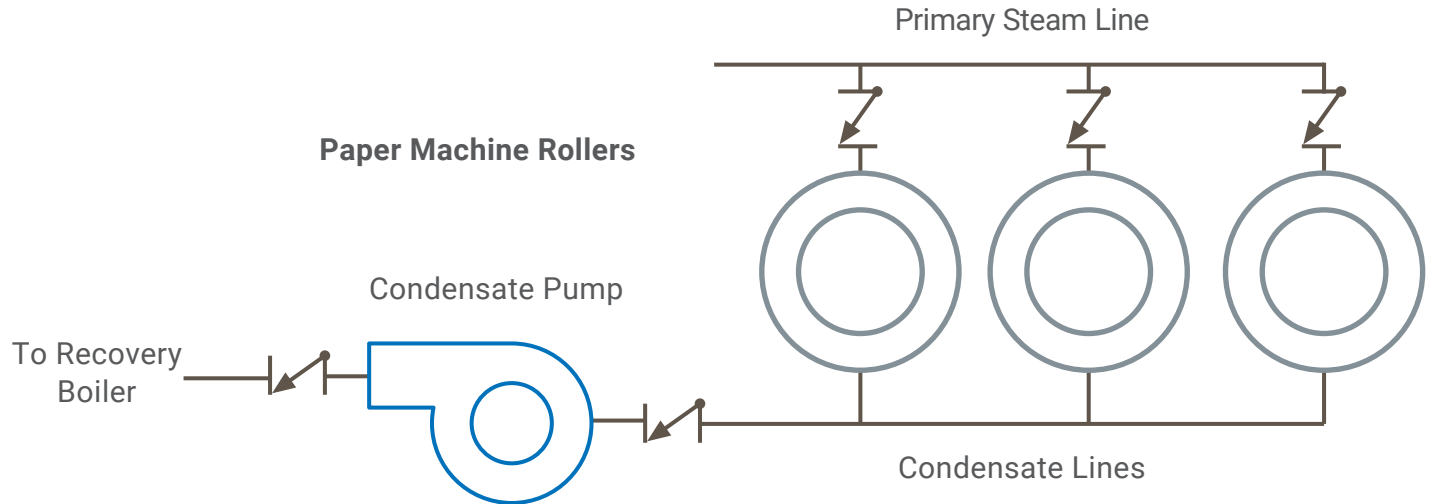 Primary Steam Line
Paper Machine Rollers
Condensate Pump
To Recovery
Boiler
Condensate Lines